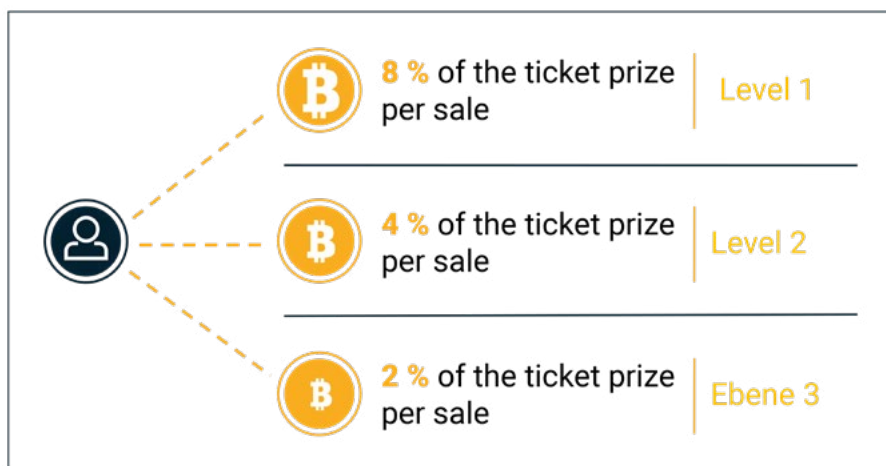 8 % of the ticket prize
per sale
Level 1
4 % of the ticket prize
per sale
Level 2
2 % of the ticket prize
per sale
Ebene 3